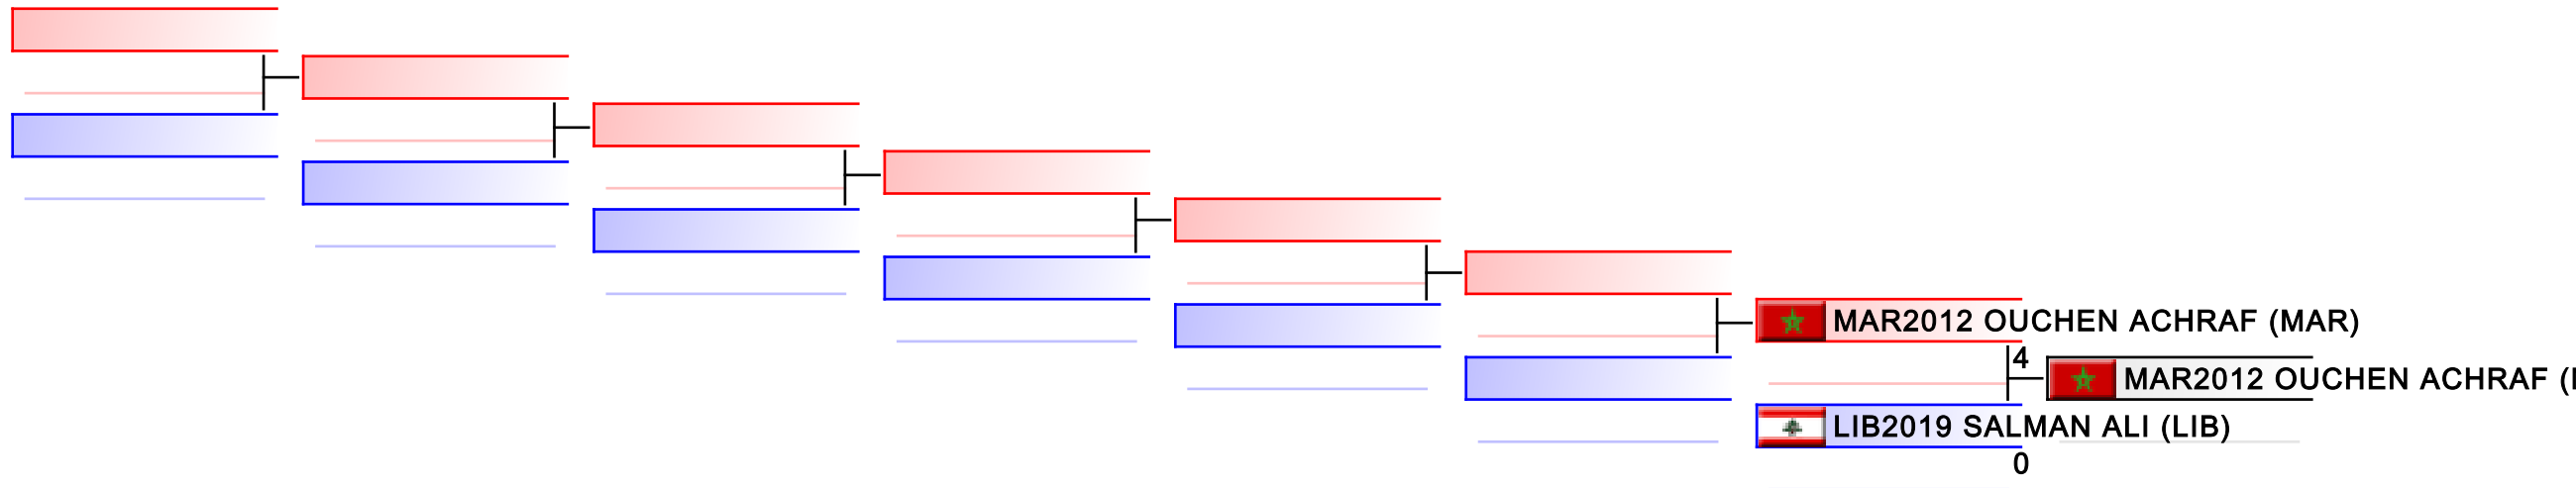 MAR2012 OUCHEN ACHRAF (MAR)
4
MAR2012 OUCHEN ACHRAF (
LIB2019 SALMAN ALI (LIB)
0